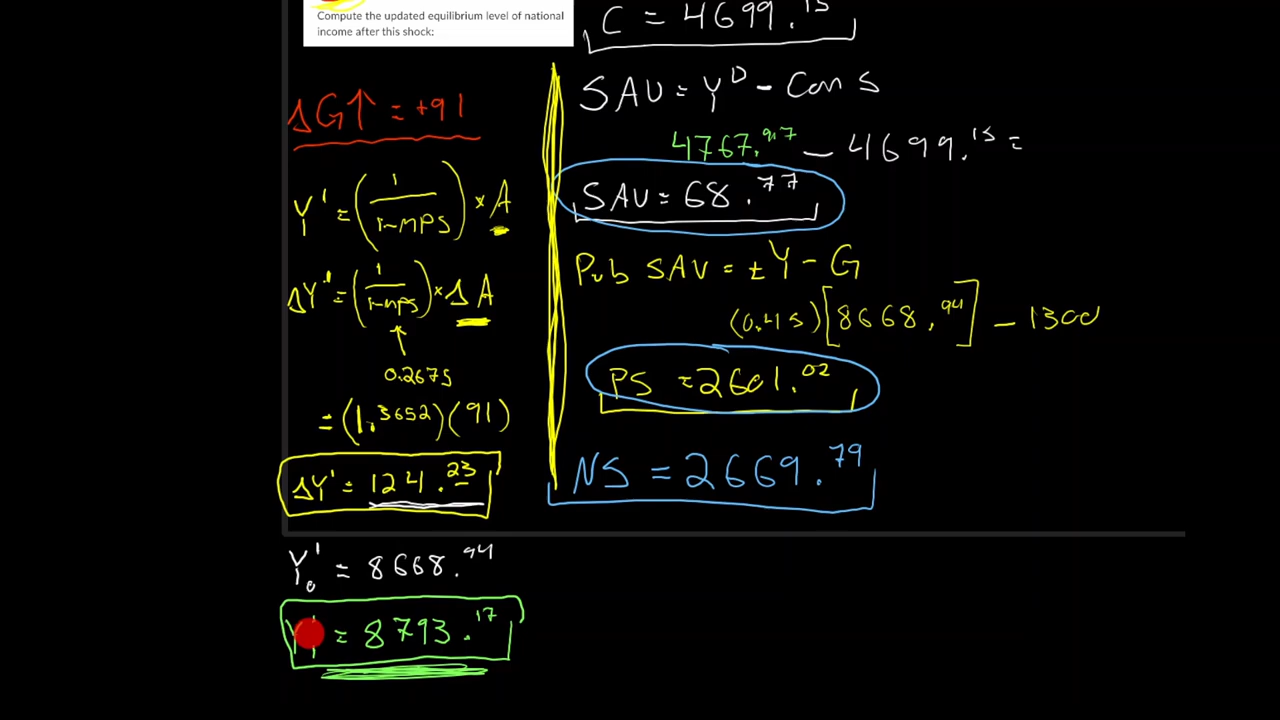 Compute the updated equilibrium level of national
income after this shock:
ΔG↑ = +91
Y' = (1/1-MPS) × A
ΔY' = (1/1-mps) × ΔA
0.2675
= (1.3652)(91)
ΔY' = 124.23
Y'₀ = 8668.94
= 8793.17
C = 4699.15
SAV = Y^D - Cons
4767.917 - 4699.15 =
SAV = 68.77
Pub SAV = tY - G
(0.45)[8668.94] - 1300
PS = 2601.02
NS = 2669.79